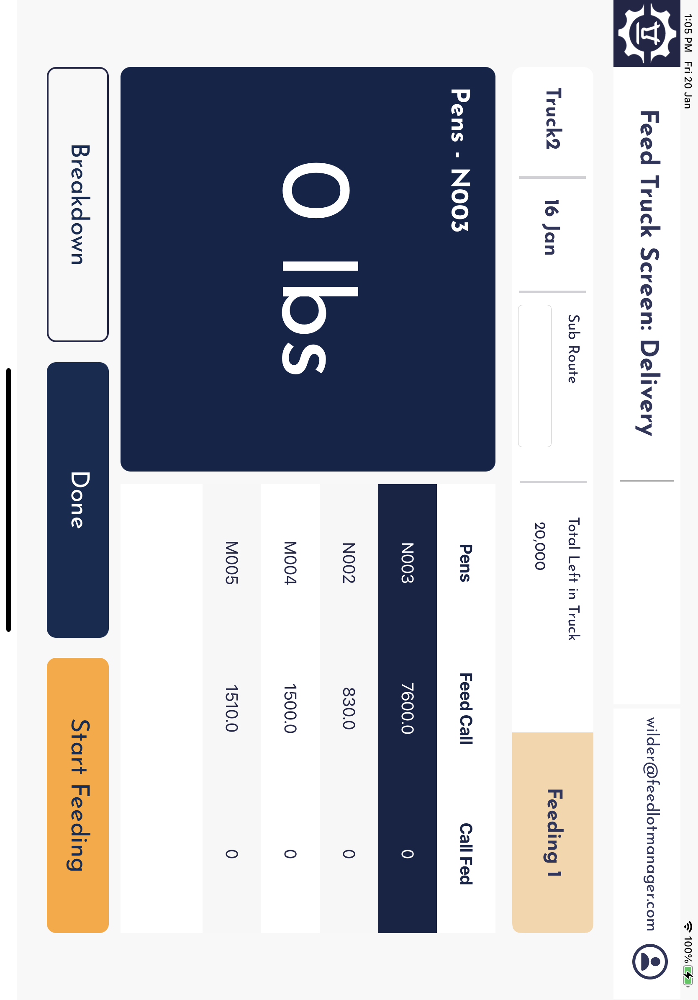 1:05 PM Fri 20 Jan
100%
Feed Truck Screen: Delivery
wilder@feedlotmanager.com
Truck2
16 Jan
Sub Route
Total Left in Truck
20,000
Feeding 1
Pens - N003
0 lbs
Pens Feed Call Call Fed
N003 7600.0 0
N002 830.0 0
M004 1500.0 0
M005 1510.0 0
Breakdown
Done
Start Feeding